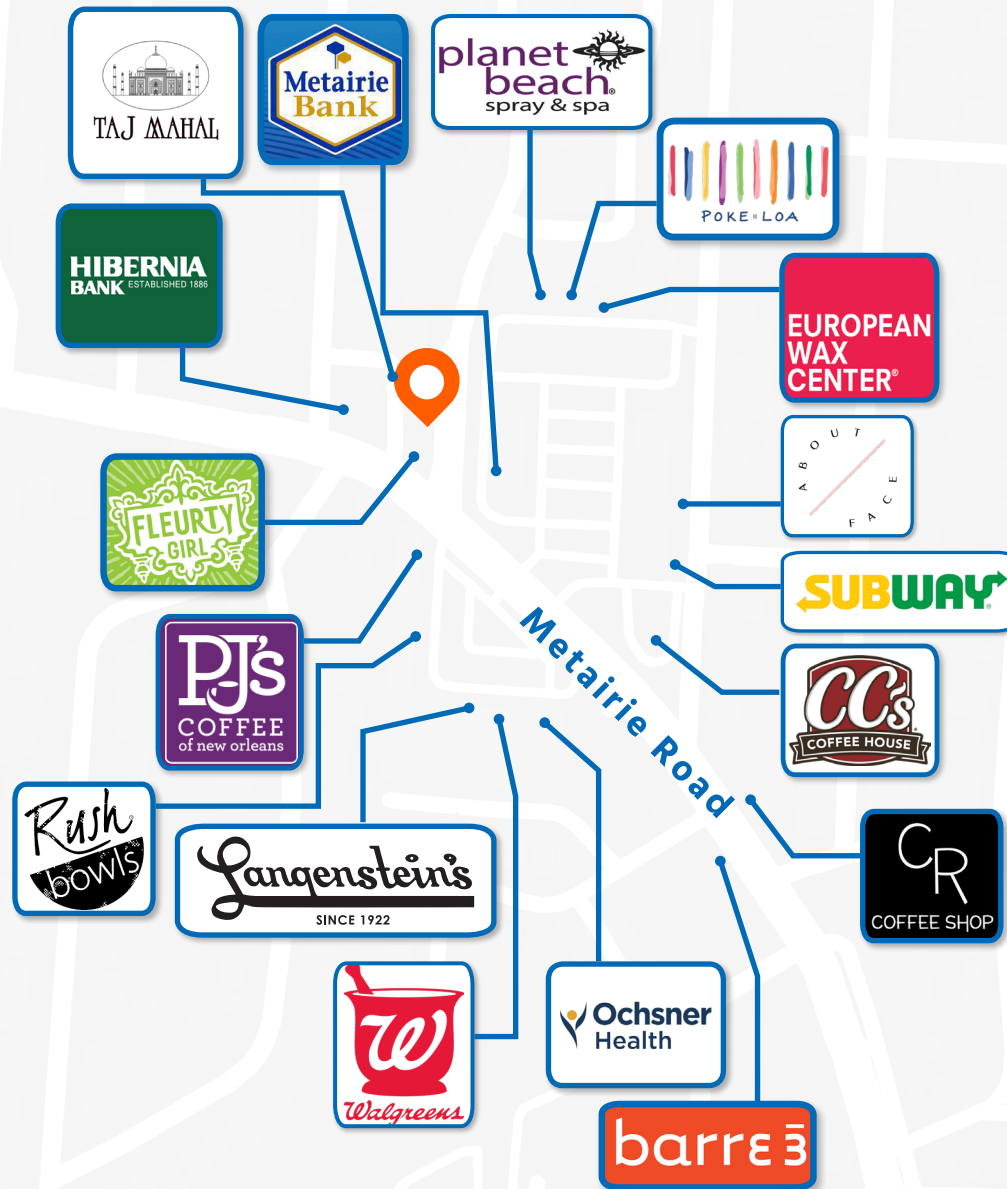 TAJ MAHAL
Metairie
Bank
planet
beach®
spray & spa
POKE LOA
HIBERNIA
BANK ESTABLISHED 1886
EUROPEAN
WAX
CENTER®
ABOUT
FACE
FLEURTY
GIRL
SUBWAY®
PJ's
COFFEE
of new orleans
Metairie Road
CC's
COFFEE HOUSE
Rush
bowls
Langenstein's
SINCE 1922
CR
COFFEE SHOP
W
Walgreens
Ochsner
Health
barrɛ3̄